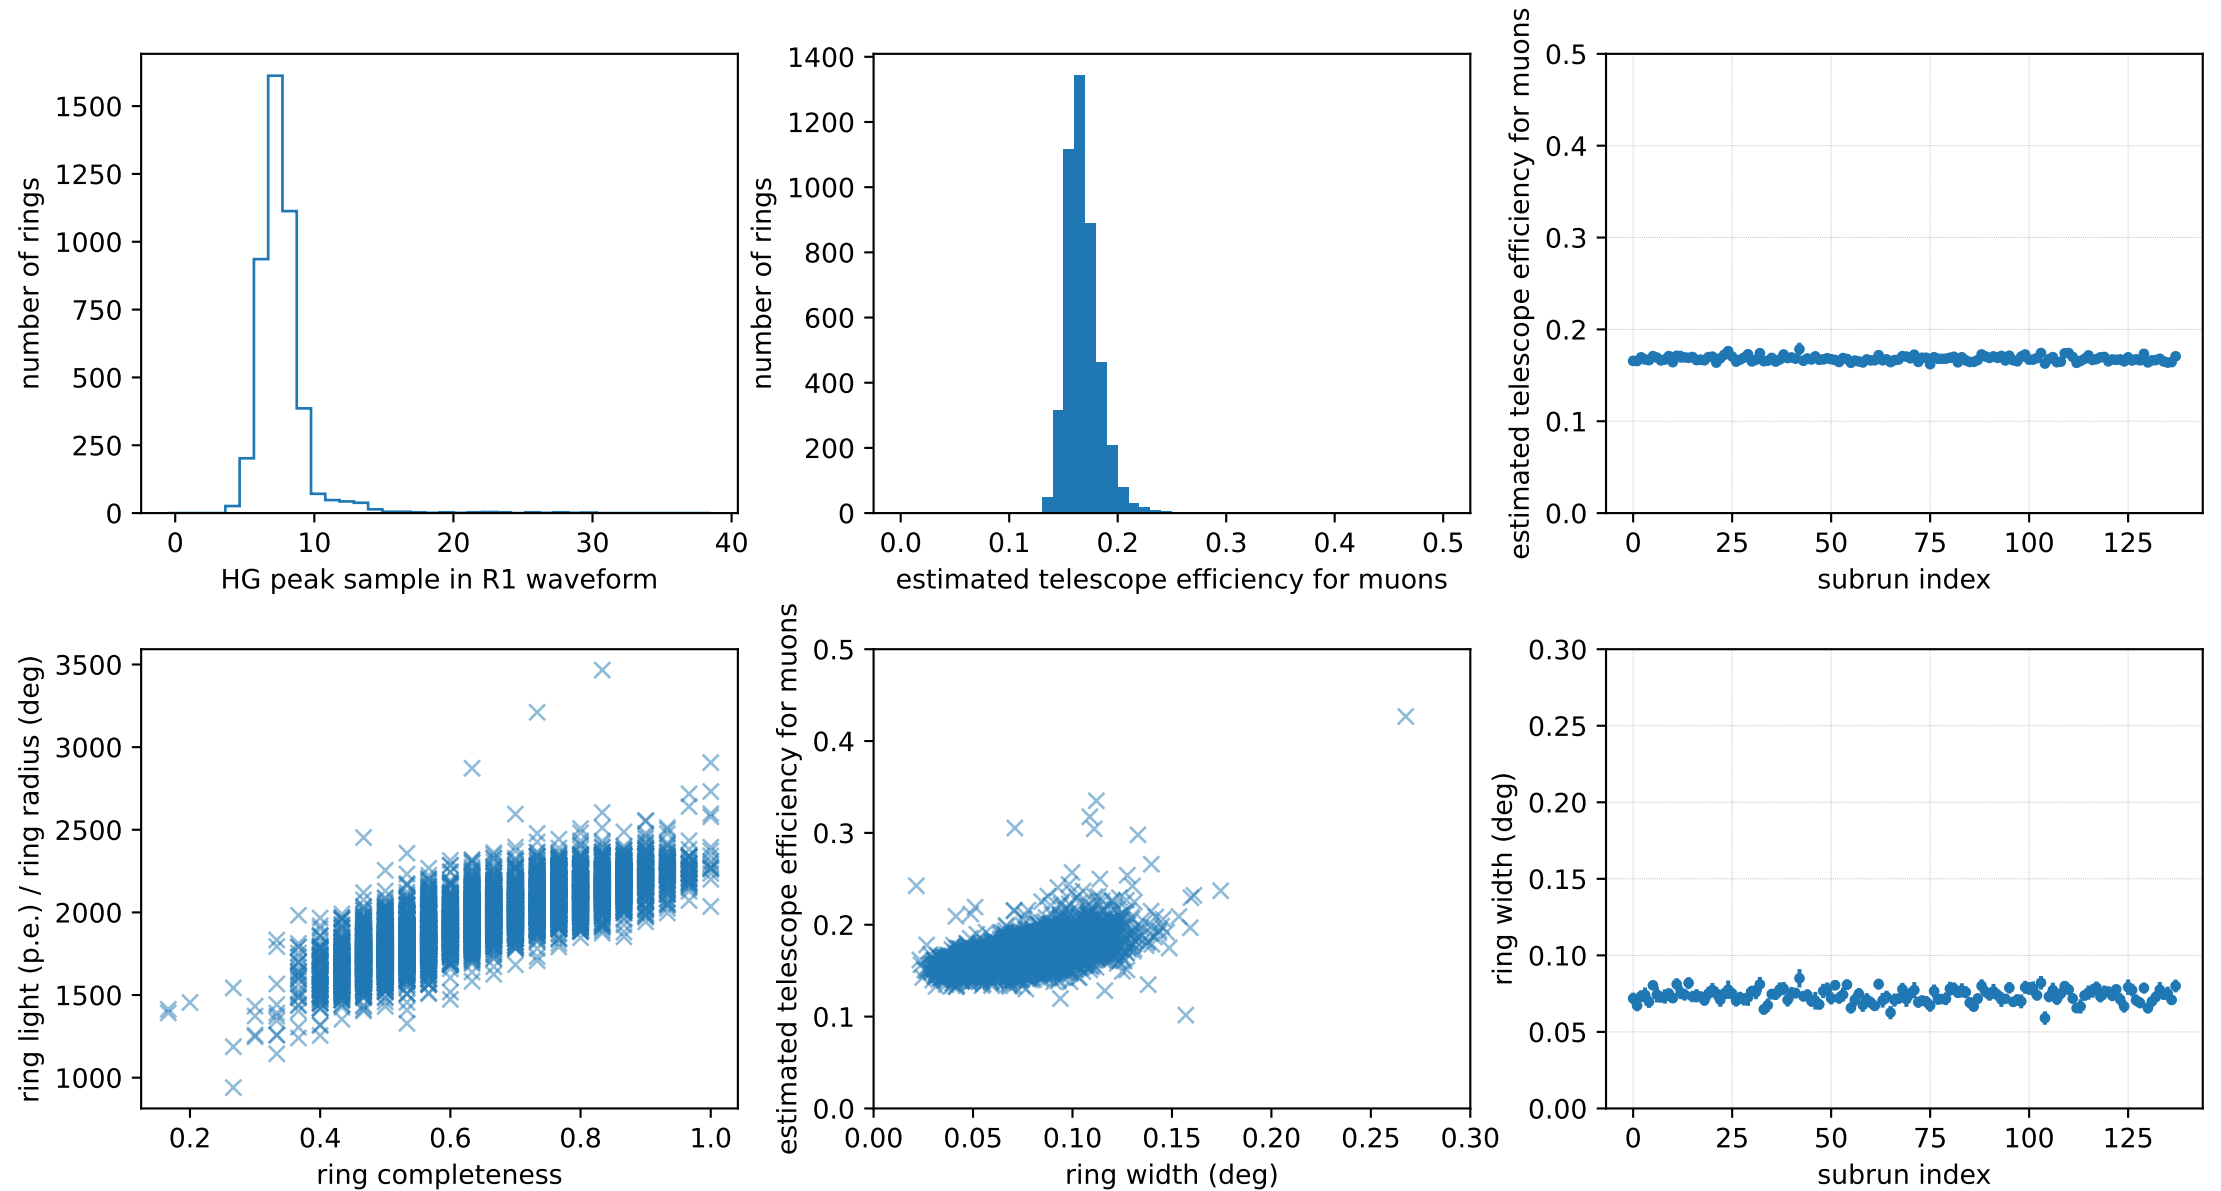 number of rings
1500
1250
1000
750
500
250
0
0 10 20 30 40
HG peak sample in R1 waveform
number of rings
1400
1200
1000
800
600
400
200
0
0.0 0.1 0.2 0.3 0.4 0.5
estimated telescope efficiency for muons
estimated telescope efficiency for muons
0.5
0.4
0.3
0.2
0.1
0.0
0 25 50 75 100 125
subrun index
ring light (p.e.) / ring radius (deg)
3500
3000
2500
2000
1500
1000
0.2 0.4 0.6 0.8 1.0
ring completeness
estimated telescope efficiency for muons
0.5
0.4
0.3
0.2
0.1
0.0
0.00 0.05 0.10 0.15 0.20 0.25 0.30
ring width (deg)
ring width (deg)
0.30
0.25
0.20
0.15
0.10
0.05
0.00
0 25 50 75 100 125
subrun index